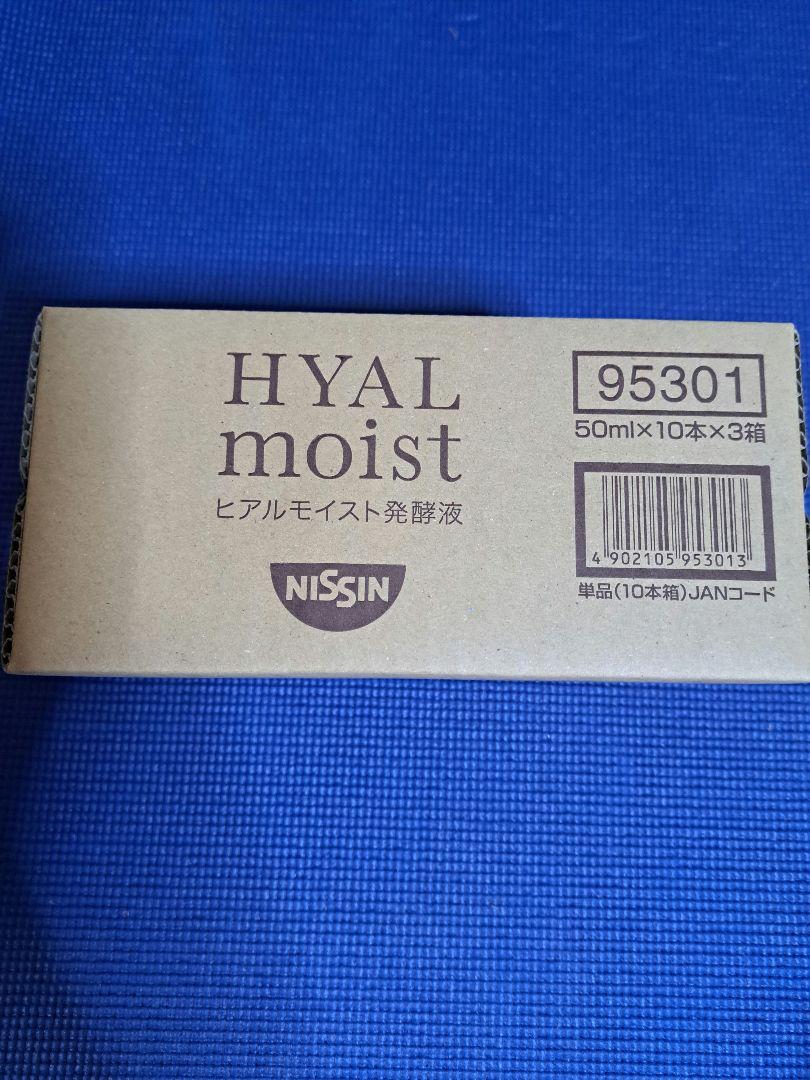 HYAL
moist
ヒアルモイスト発酵液
NISSIN
95301
50ml×10本×3箱
4 902105 953013
単品(10本箱)JANコード